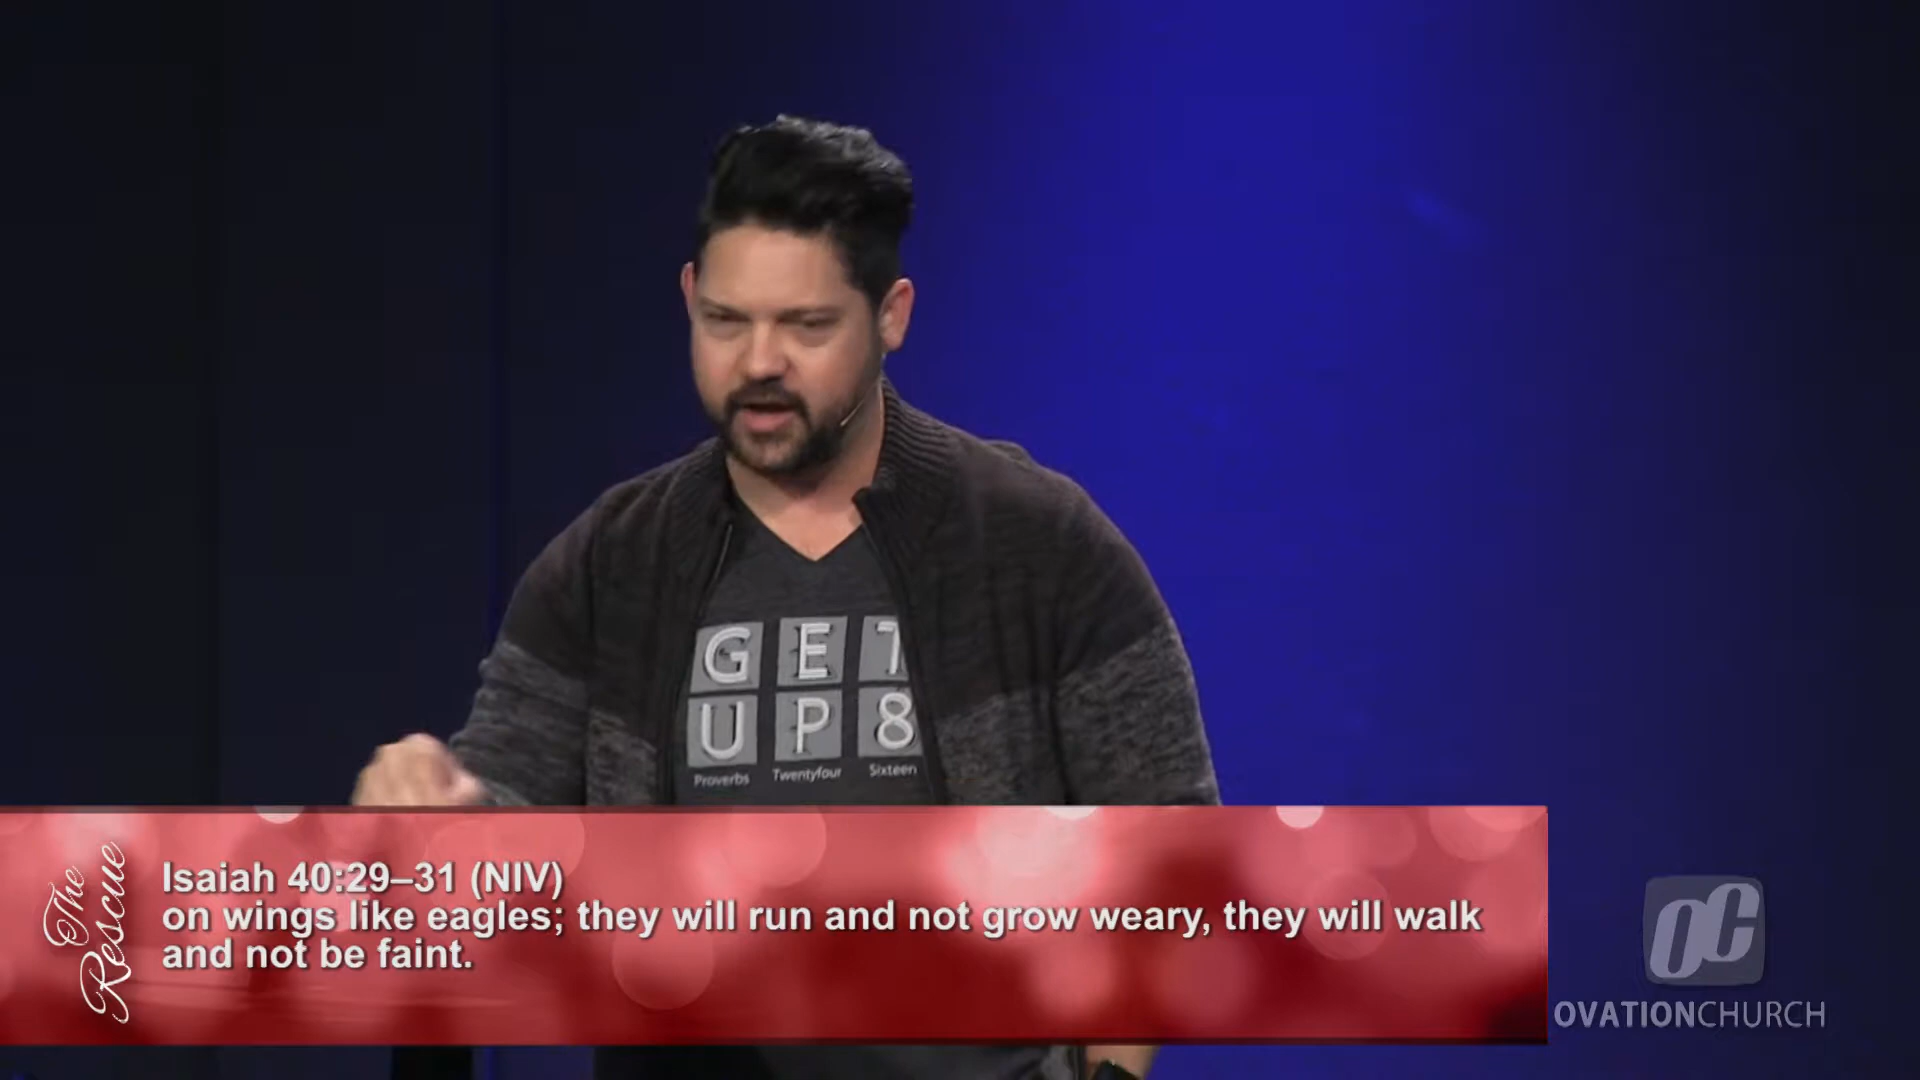 GET
UP8
Proverbs Twentyfour Sixteen
The
Rescue
Isaiah 40:29–31 (NIV)
on wings like eagles; they will run and not grow weary, they will walk
and not be faint.
OC
OVATIONCHURCH